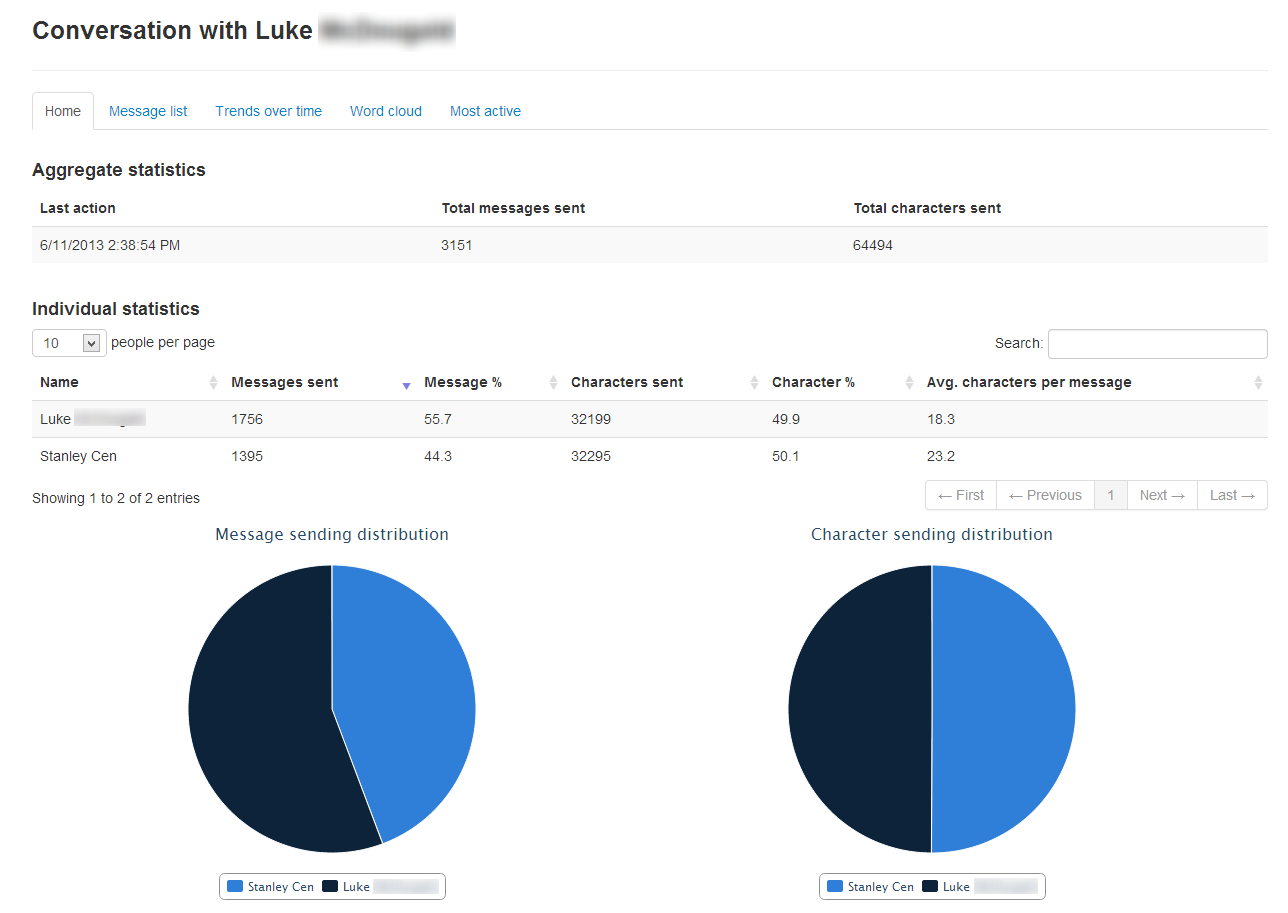 Conversation with Luke
Home Message list Trends over time Word cloud Most active
Aggregate statistics
Last action Total messages sent Total characters sent
6/11/2013 2:38:54 PM 3151 64494
Individual statistics
10 people per page Search:
Name Messages sent Message % Characters sent Character % Avg. characters per message
Luke 1756 55.7 32199 49.9 18.3
Stanley Cen 1395 44.3 32295 50.1 23.2
Showing 1 to 2 of 2 entries ← First ← Previous 1 Next → Last →
Message sending distribution Character sending distribution
Stanley Cen Luke Stanley Cen Luke